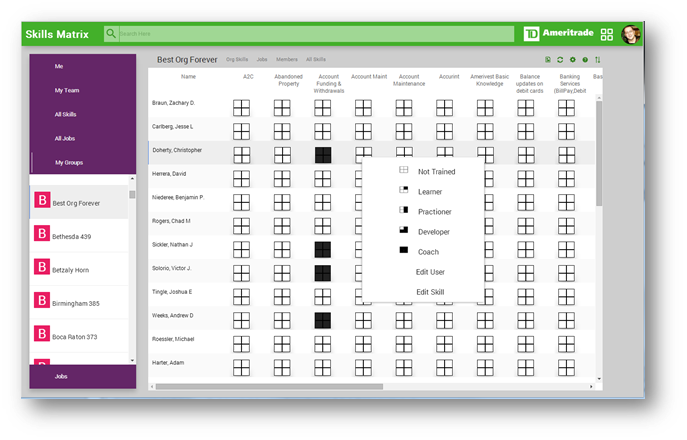 Skills Matrix
Search Here
TD Ameritrade
Me
My Team
All Skills
All Jobs
My Groups
B Best Org Forever
B Bethesda 439
B Betzaly Horn
B Birmingham 385
B Boca Raton 373
Jobs
Best Org Forever Org Skills Jobs Members All Skills
Name A2C Abandoned Property Account Funding & Withdrawals Account Maint Account Maintenance Accurint Amerivest Basic Knowledge Balance updates on debit cards Banking Services (BillPay,Debit Bas
Braun, Zachary D.
Carlberg, Jesse L
Doherty, Christopher
Herrera, David
Niederee, Benjamin P.
Rogers, Chad M
Sickler, Nathan J
Solorio, Victor J.
Tingle, Joshua E
Weeks, Andrew D
Roessler, Michael
Harter, Adam
Not Trained
Learner
Practioner
Developer
Coach
Edit User
Edit Skill